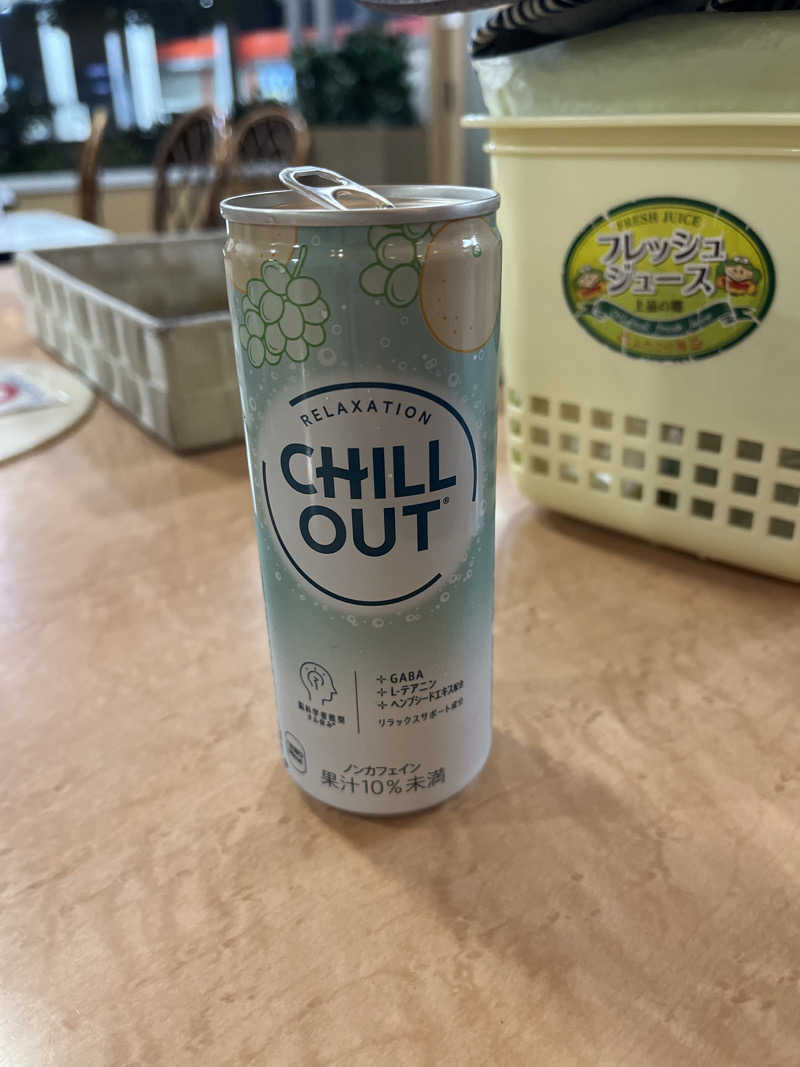 RELAXATION
CHILL
OUT®
GABA
L-テアニン
ヘンプシードエキス配合
リラックスサポート成分
ノンカフェイン
果汁10%未満
FRESH JUICE
フレッシュ
ジュース